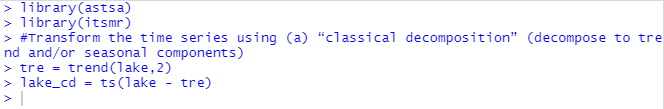 > library(astsa)
> library(itsmr)
> #Transform the time series using (a) “classical decomposition” (decompose to tre
nd and/or seasonal components)
> tre = trend(lake,2)
> lake_cd = ts(lake - tre)
>